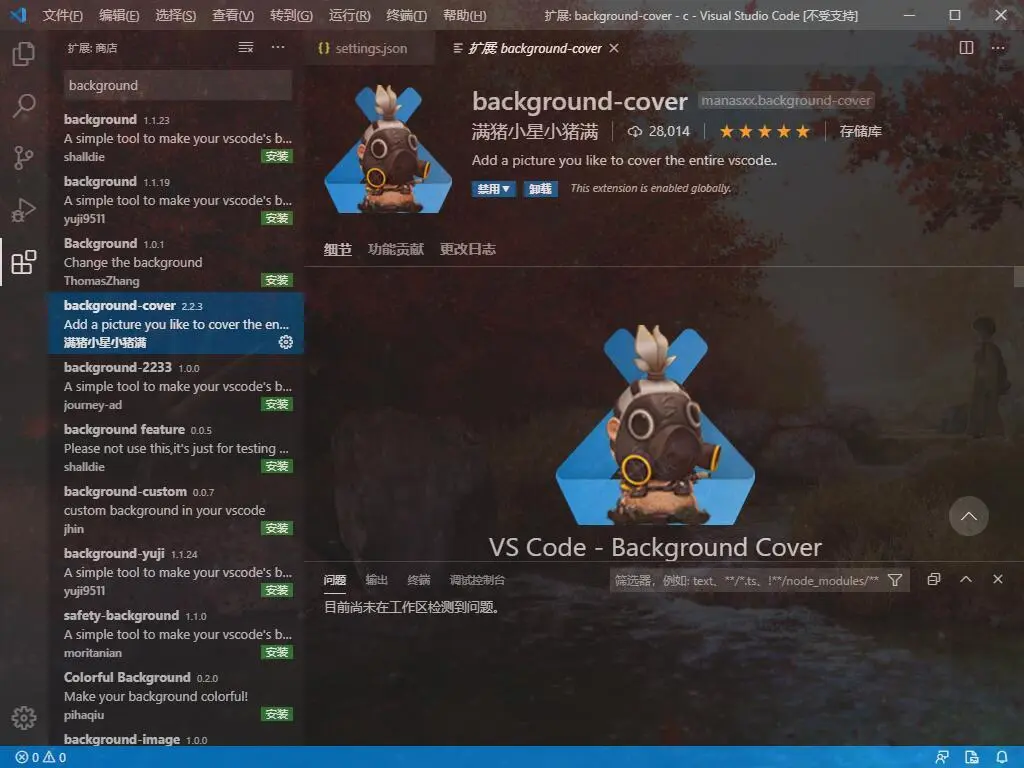 文件(F) 编辑(E) 选择(S) 查看(V) 转到(G) 运行(R) 终端(T) 帮助(H) 扩展: background-cover - c - Visual Studio Code [不受支持]
扩展: 商店
{} settings.json
扩展: background-cover
background
background 1.1.23
A simple tool to make your vscode's b...
shalldie 安装
background 1.1.19
A simple tool to make your vscode's b...
yuji9511 安装
Background 1.0.1
Change the background
ThomasZhang 安装
background-cover 2.2.3
Add a picture you like to cover the en...
满猪小星小猪满
background-2233 1.0.0
A simple tool to make your vscode's b...
journey-ad 安装
background feature 0.0.5
Please not use this,it's just for testing ...
shalldie 安装
background-custom 0.0.7
custom background in your vscode
jhin 安装
background-yuji 1.1.24
A simple tool to make your vscode's b...
yuji9511 安装
safety-background 1.1.0
A simple tool to make your vscode's b...
moritanian 安装
Colorful Background 0.2.0
Make your background colorful!
pihaqiu 安装
background-image 1.0.0
background-cover manasxx.background-cover
满猪小星小猪满 28,014 存储库
Add a picture you like to cover the entire vscode..
禁用 卸载 This extension is enabled globally.
细节 功能贡献 更改日志
VS Code - Background Cover
问题 输出 终端 调试控制台 筛选器，例如: text、**/*.ts、!**/node_modules/**
目前尚未在工作区检测到问题。
0 0